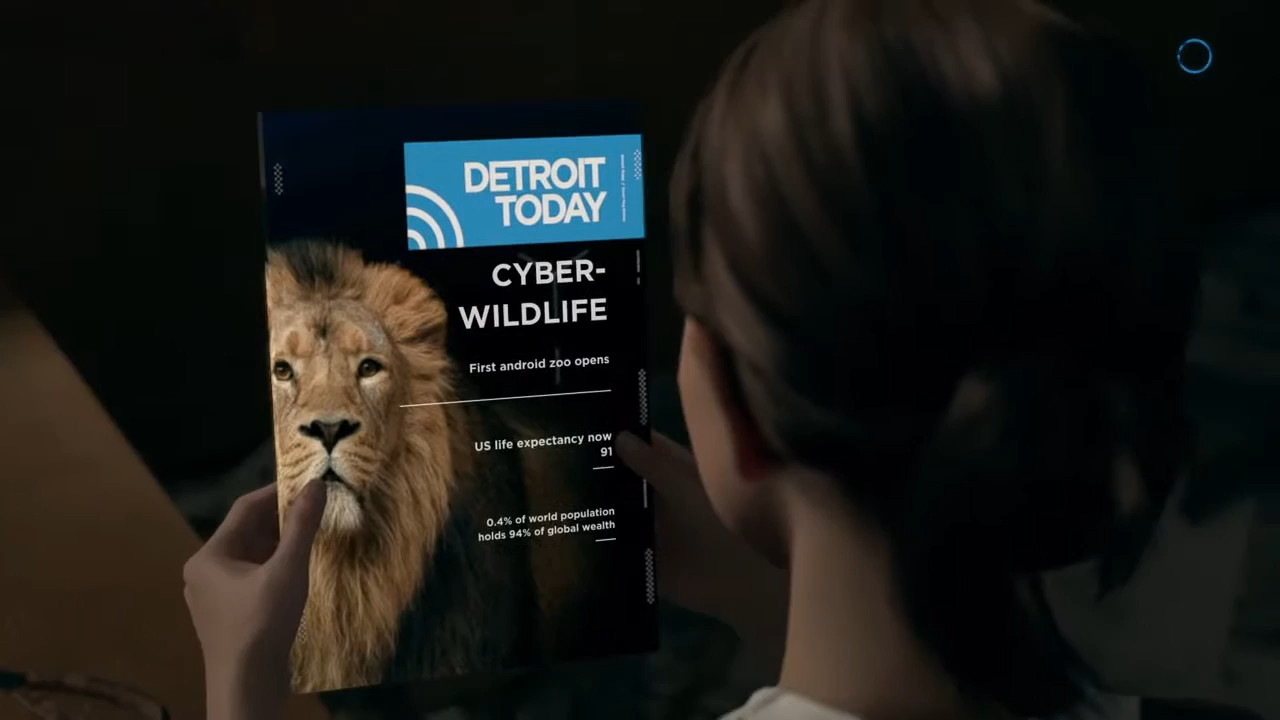 DETROIT
TODAY
CYBER-
WILDLIFE
First android zoo opens
US life expectancy now
91
0.4% of world population
holds 94% of global wealth